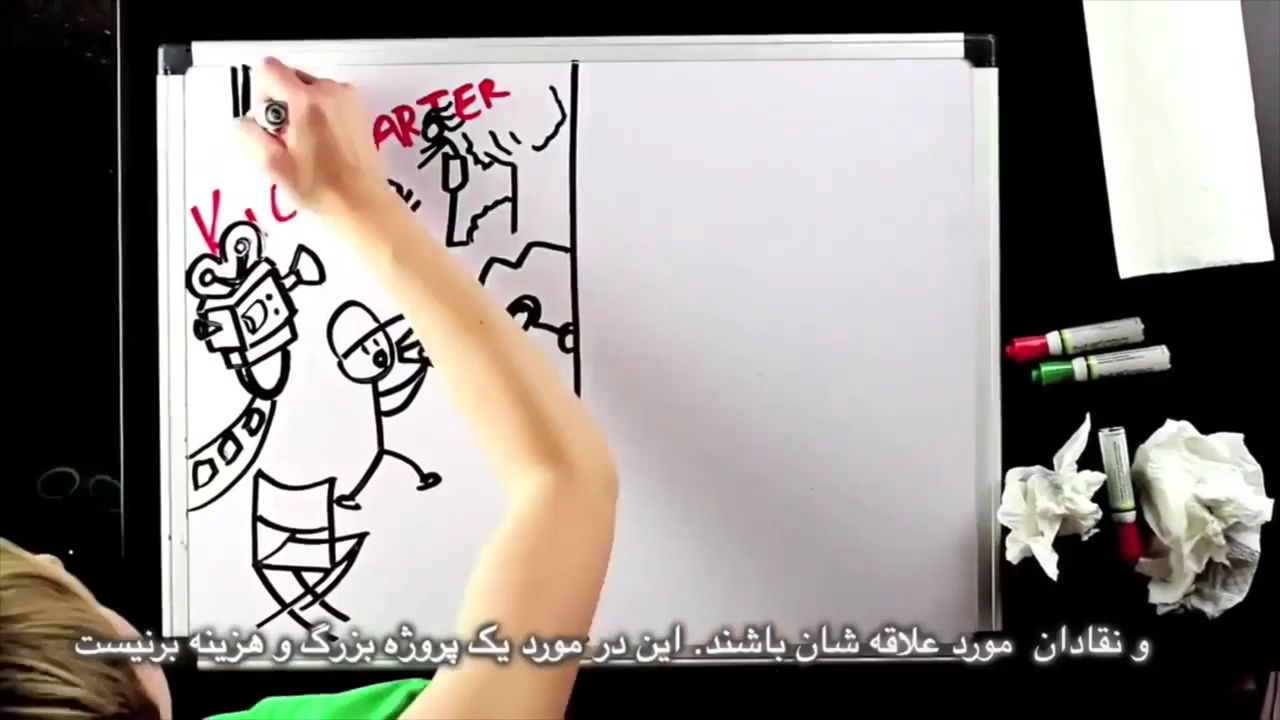 ARTER
و نقادان مورد علاقه شان باشند. این در مورد یک پروژه بزرگ و هزینه برنیست